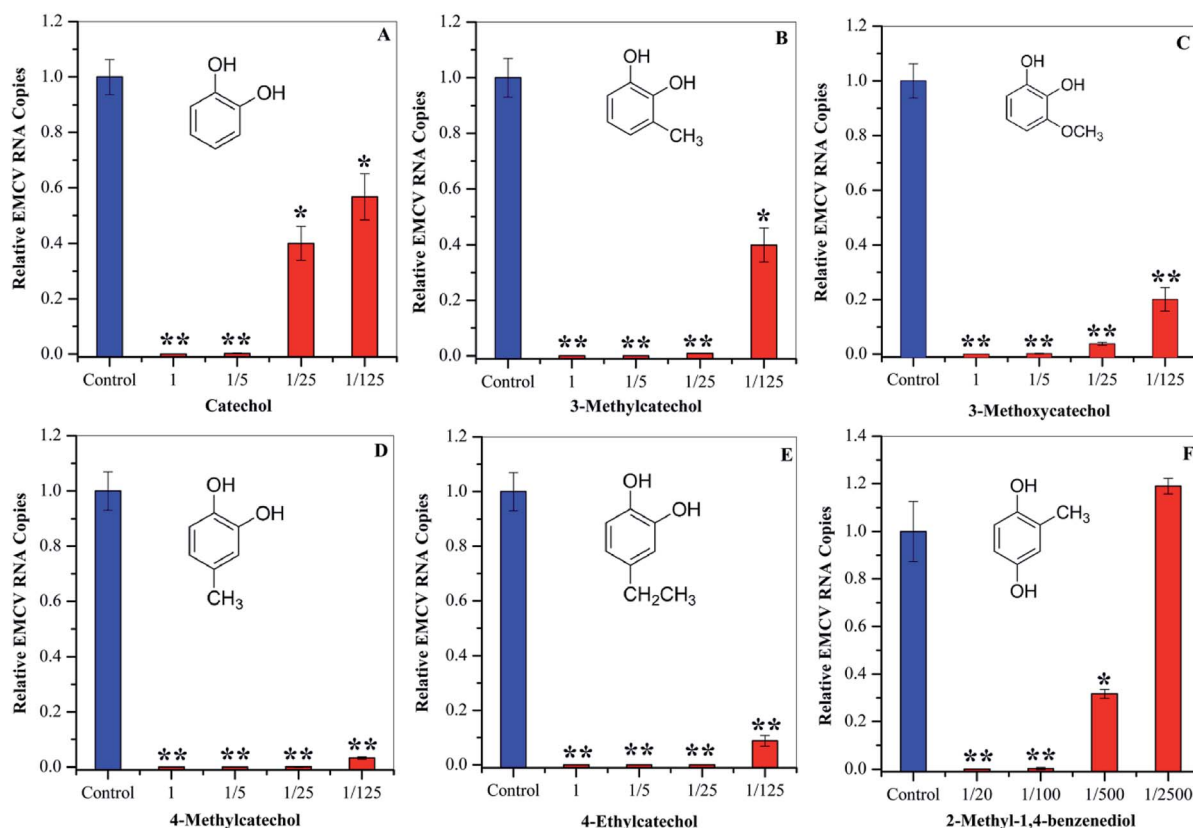 A
Relative EMCV RNA Copies
1.2
1.0
0.8
0.6
0.4
0.2
0.0
OH
OH
**
**
*
*
Control 1 1/5 1/25 1/125
Catechol
B
Relative EMCV RNA Copies
1.2
1.0
0.8
0.6
0.4
0.2
0.0
OH
OH
CH3
**
**
**
*
Control 1 1/5 1/25 1/125
3-Methylcatechol
C
Relative EMCV RNA Copies
1.2
1.0
0.8
0.6
0.4
0.2
0.0
OH
OH
OCH3
**
**
**
**
Control 1 1/5 1/25 1/125
3-Methoxycatechol
D
Relative EMCV RNA Copies
1.2
1.0
0.8
0.6
0.4
0.2
0.0
OH
OH
CH3
**
**
**
**
Control 1 1/5 1/25 1/125
4-Methylcatechol
E
Relative EMCV RNA Copies
1.2
1.0
0.8
0.6
0.4
0.2
0.0
OH
OH
CH2CH3
**
**
**
**
Control 1 1/5 1/25 1/125
4-Ethylcatechol
F
Relative EMCV RNA Copies
1.4
1.2
1.0
0.8
0.6
0.4
0.2
0.0
OH
CH3
OH
**
**
*
Control 1/20 1/100 1/500 1/2500
2-Methyl-1,4-benzenediol